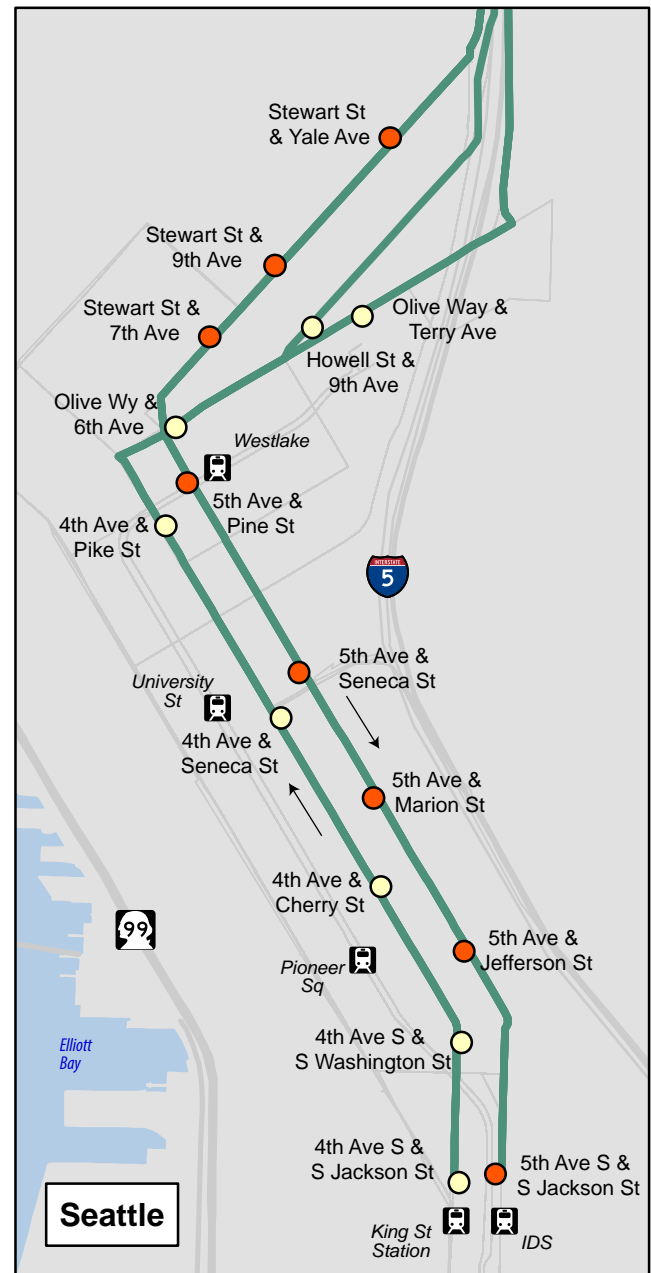 Stewart St
& Yale Ave
Stewart St &
9th Ave
Stewart St &
7th Ave
Olive Way &
Terry Ave
Howell St &
9th Ave
Olive Wy &
6th Ave
Westlake
5th Ave &
Pine St
4th Ave &
Pike St
INTERSTATE
5
5th Ave &
Seneca St
University
St
4th Ave &
Seneca St
5th Ave &
Marion St
4th Ave &
Cherry St
99
5th Ave &
Jefferson St
Pioneer
Sq
4th Ave S &
S Washington St
Elliott
Bay
4th Ave S &
S Jackson St
5th Ave S &
S Jackson St
Seattle
King St
Station
IDS